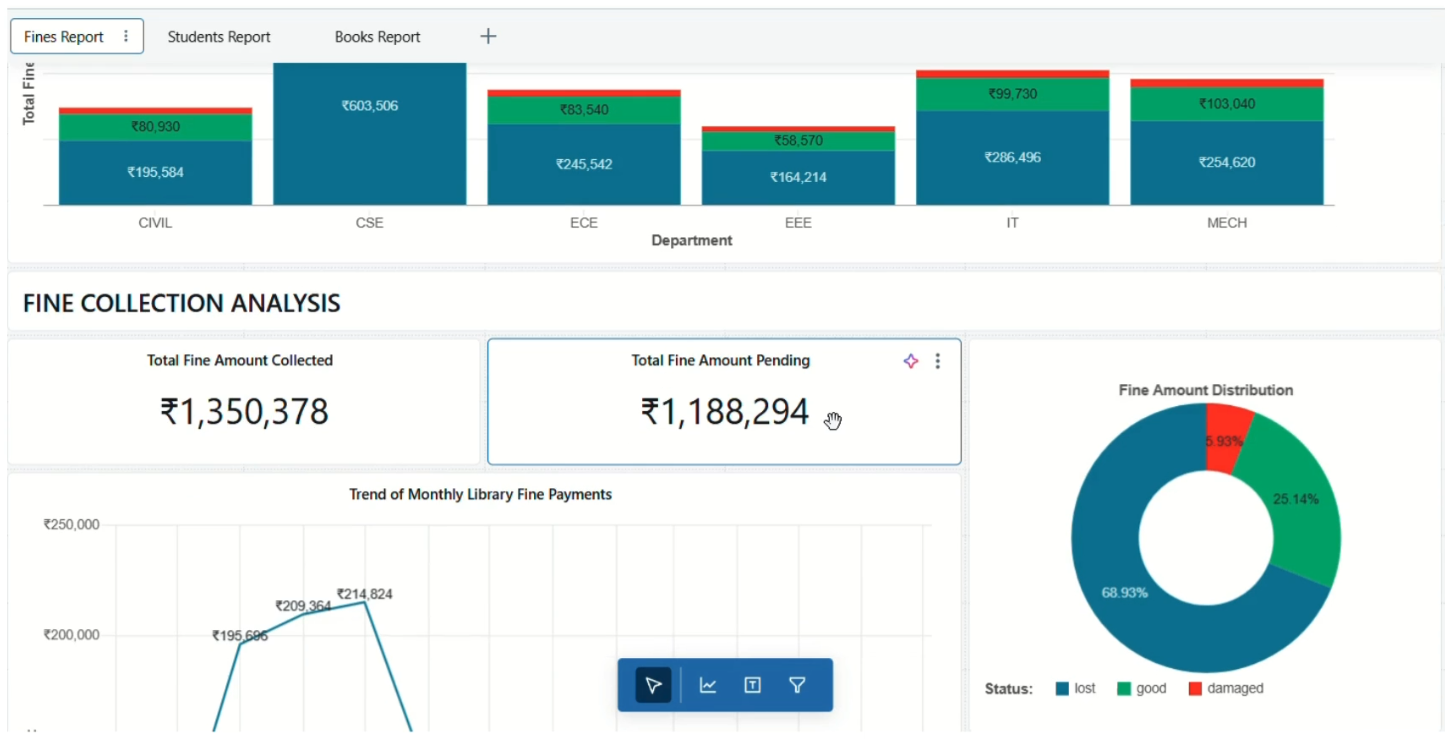 Fines Report
Students Report
Books Report
Total Fine
₹80,930
₹195,584
₹603,506
₹83,540
₹245,542
₹58,570
₹164,214
₹99,730
₹286,496
₹103,040
₹254,620
CIVIL
CSE
ECE
EEE
IT
MECH
Department
FINE COLLECTION ANALYSIS
Total Fine Amount Collected
₹1,350,378
Total Fine Amount Pending
₹1,188,294
Fine Amount Distribution
5.93%
25.14%
68.93%
Status:
lost
good
damaged
Trend of Monthly Library Fine Payments
₹250,000
₹200,000
₹195,696
₹209,364
₹214,824
T